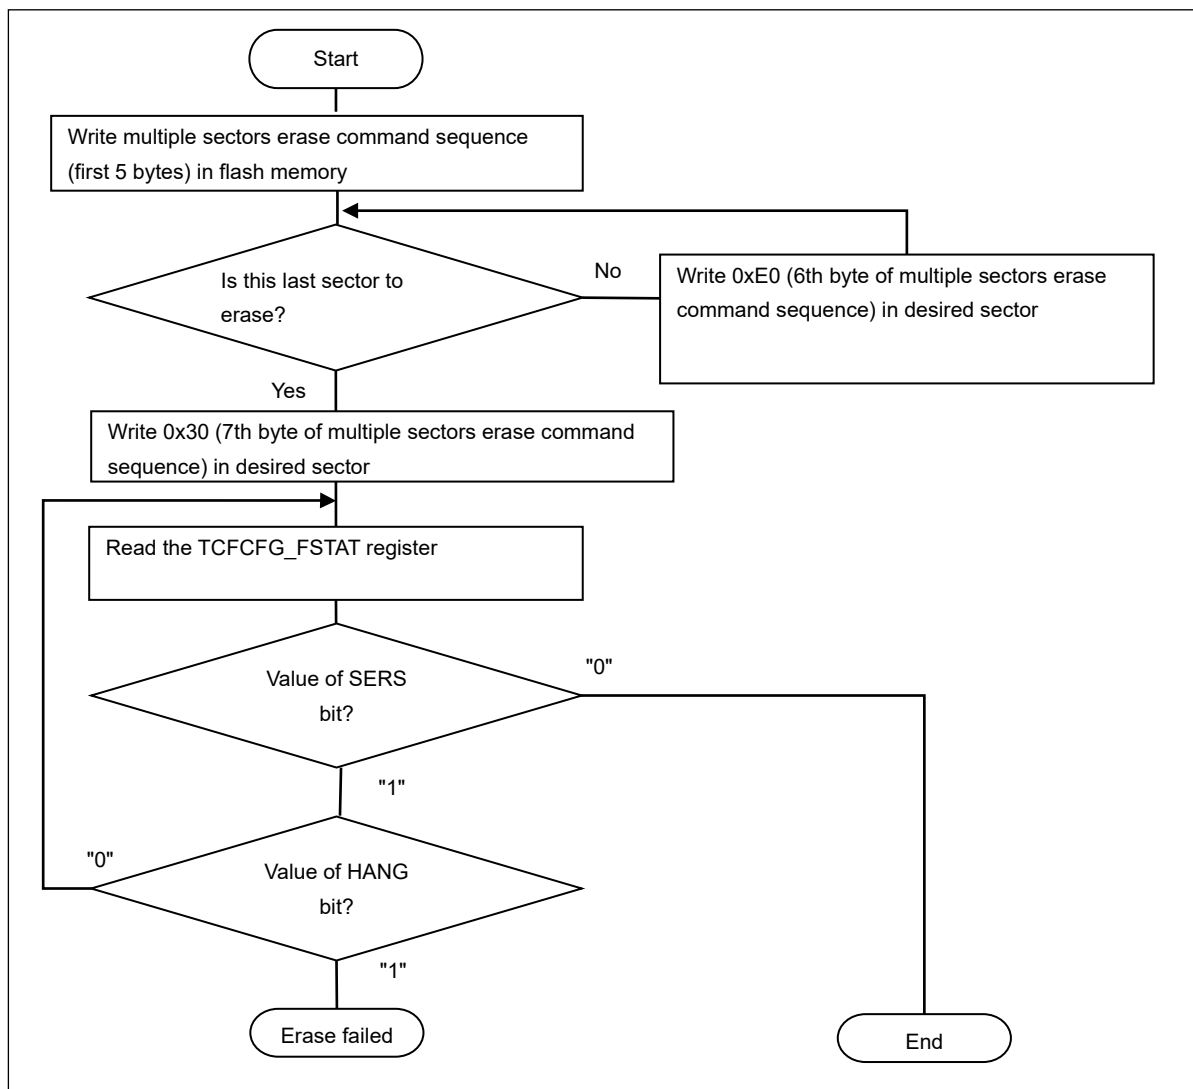 Start
Write multiple sectors erase command sequence
(first 5 bytes) in flash memory
Is this last sector to
erase?
No
Write 0xE0 (6th byte of multiple sectors erase
command sequence) in desired sector
Yes
Write 0x30 (7th byte of multiple sectors erase command
sequence) in desired sector
Read the TCFCFG_FSTAT register
Value of SERS
bit?
"0"
"1"
"0"
Value of HANG
bit?
"1"
Erase failed
End